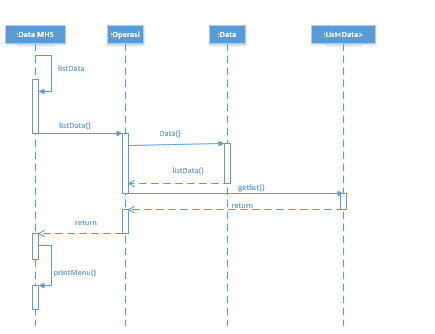 :Data MHS
:Operasi
:Data
:List<Data>
listData
listData()
Data()
listData()
getlist()
return
return
printMenu()